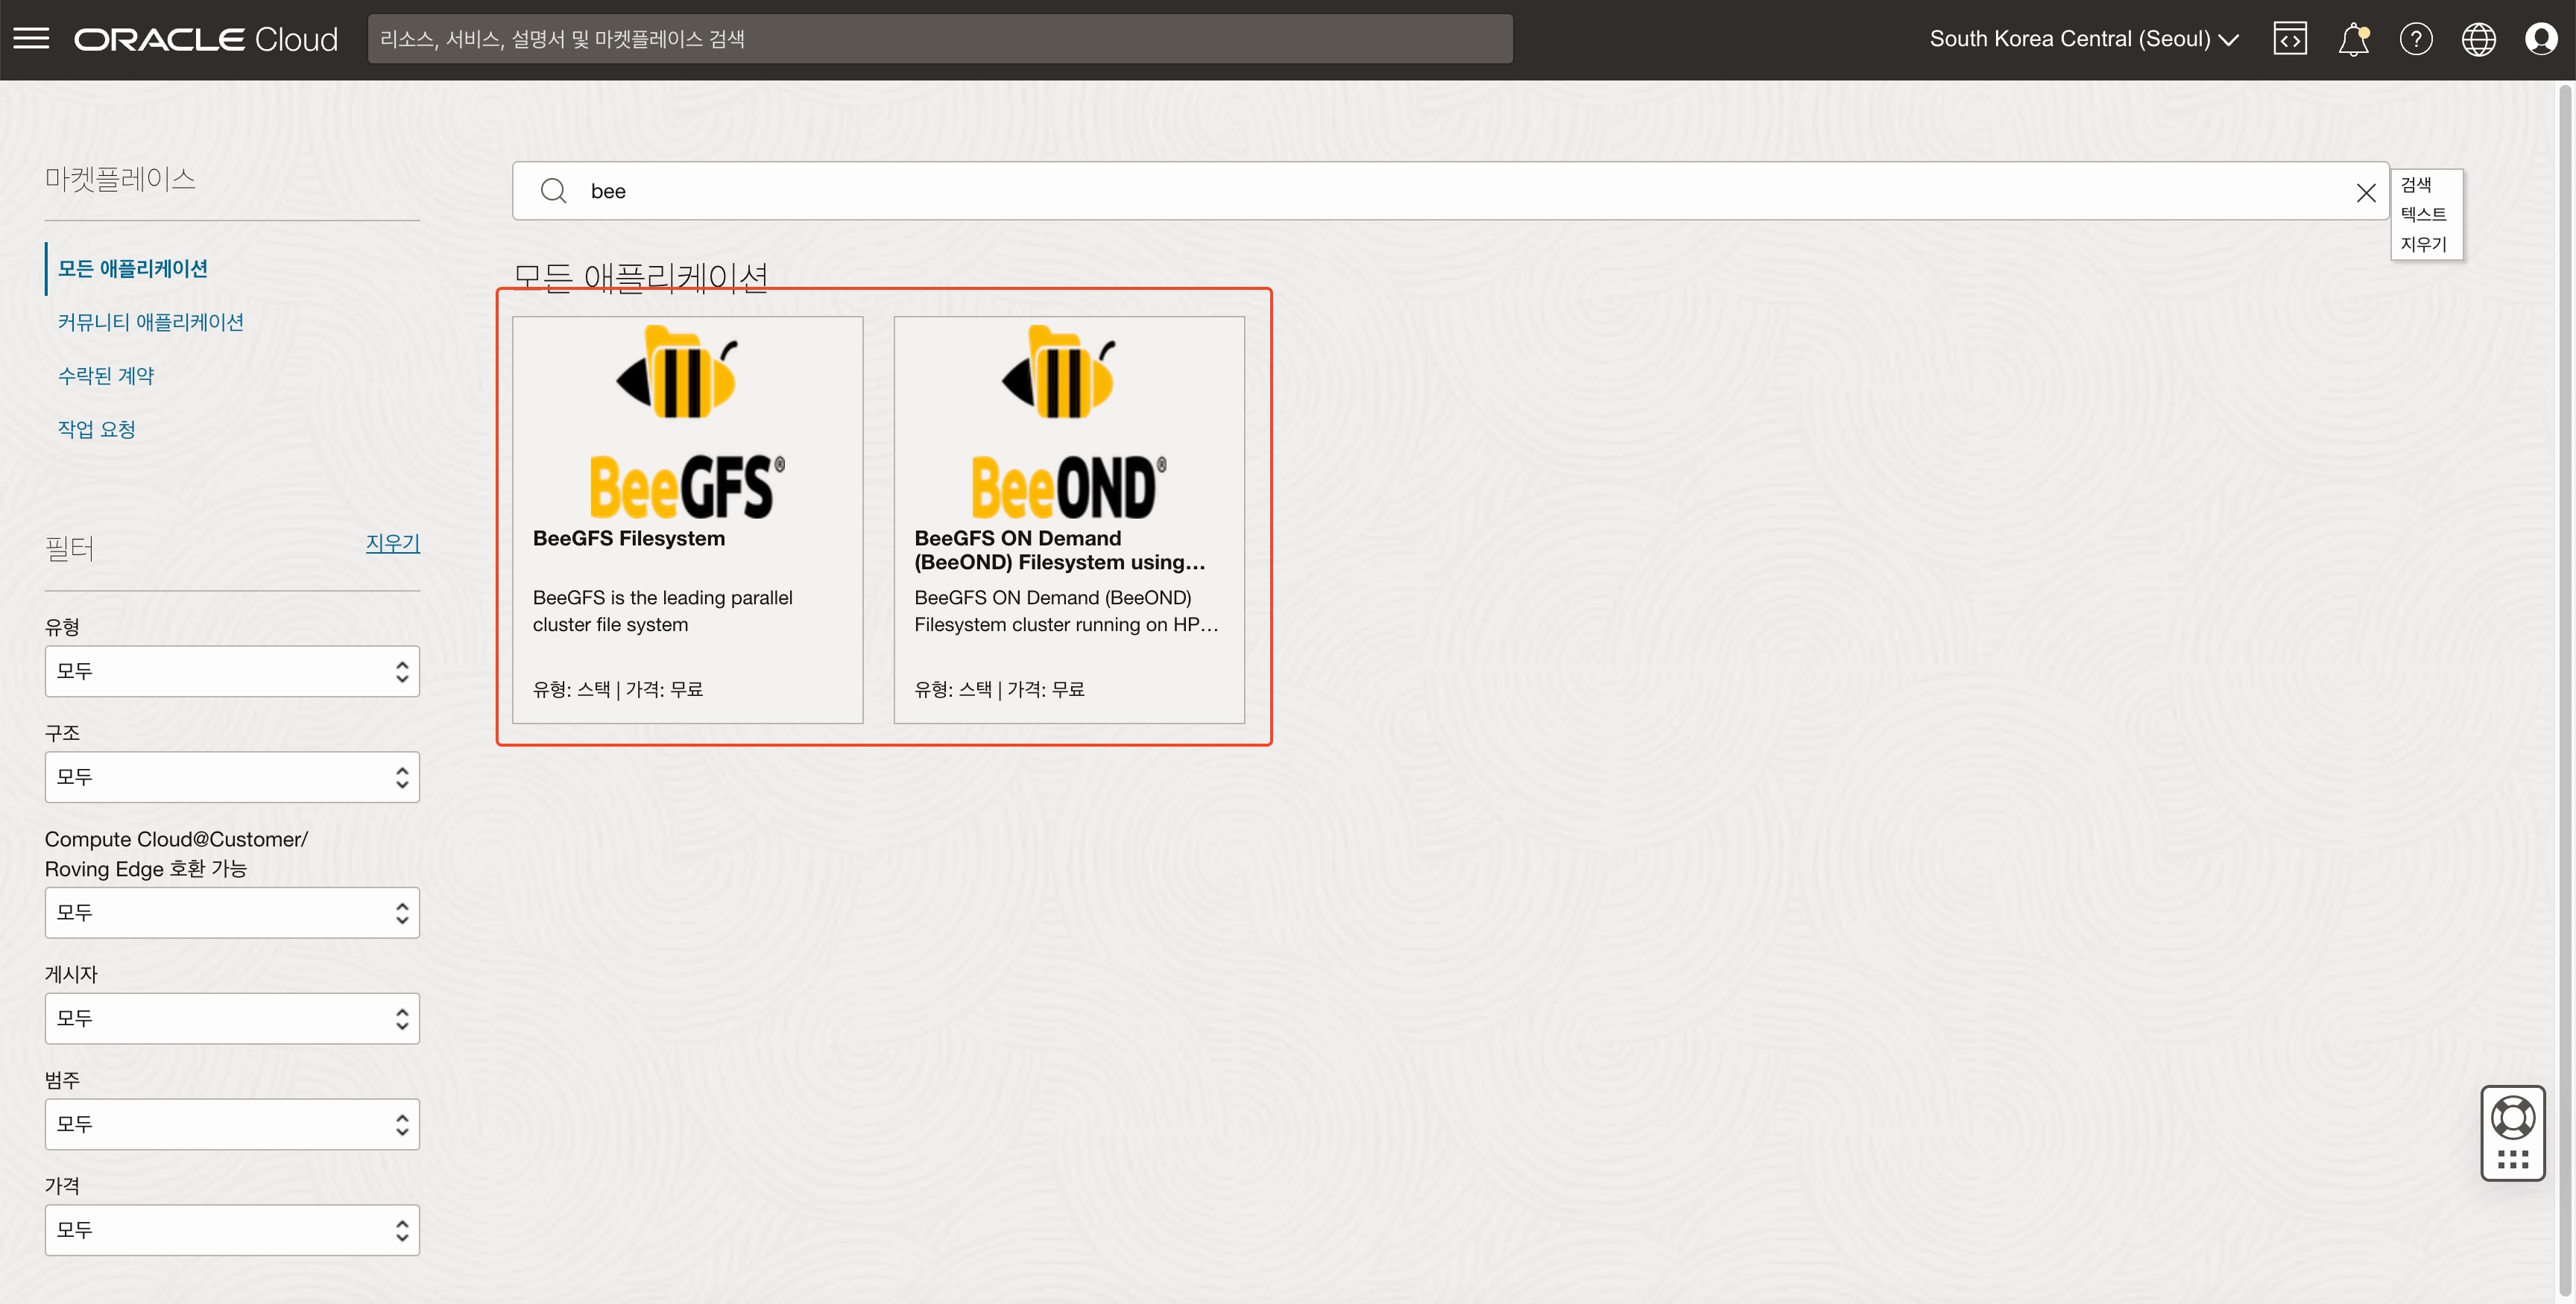 ORACLE Cloud
리소스, 서비스, 설명서 및 마켓플레이스 검색
South Korea Central (Seoul)
마켓플레이스
모든 애플리케이션
커뮤니티 애플리케이션
수락된 계약
작업 요청
필터
지우기
유형
모두
구조
모두
Compute Cloud@Customer/
Roving Edge 호환 가능
모두
게시자
모두
범주
모두
가격
모두
bee
검색
텍스트
지우기
모든 애플리케이션
BeeGFS®
BeeGFS Filesystem
BeeGFS is the leading parallel
cluster file system
유형: 스택 | 가격: 무료
BeeOND®
BeeGFS ON Demand
(BeeOND) Filesystem using...
BeeGFS ON Demand (BeeOND)
Filesystem cluster running on HP...
유형: 스택 | 가격: 무료